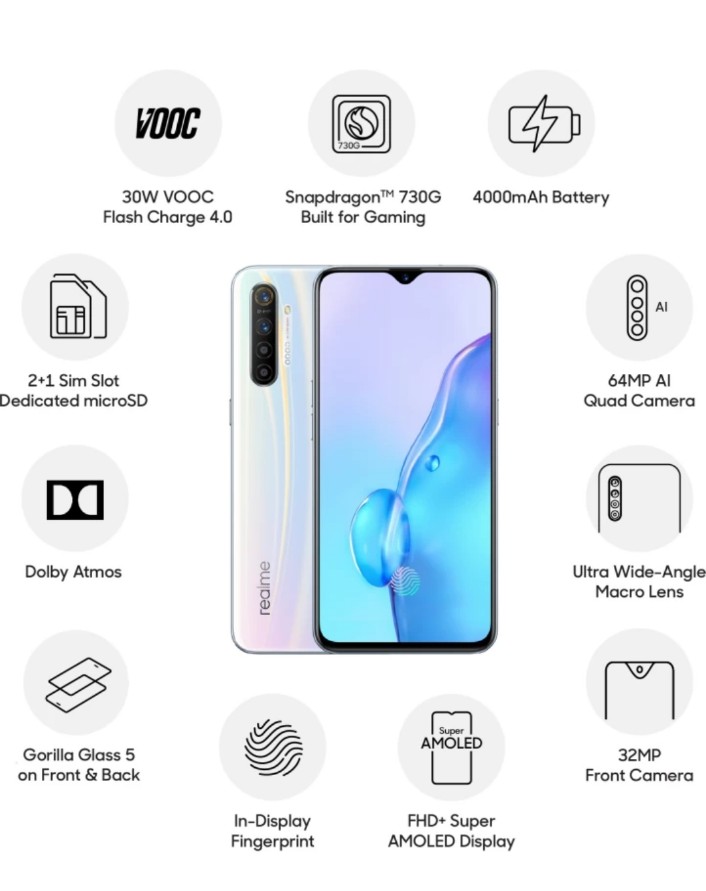 VOOC
730G
30W VOOC
Flash Charge 4.0
Snapdragon™ 730G
Built for Gaming
4000mAh Battery
2+1 Sim Slot
Dedicated microSD
AI
64MP AI
Quad Camera
Dolby Atmos
Ultra Wide-Angle
Macro Lens
realme
Gorilla Glass 5
on Front & Back
32MP
Front Camera
Super
AMOLED
In-Display
Fingerprint
FHD+ Super
AMOLED Display